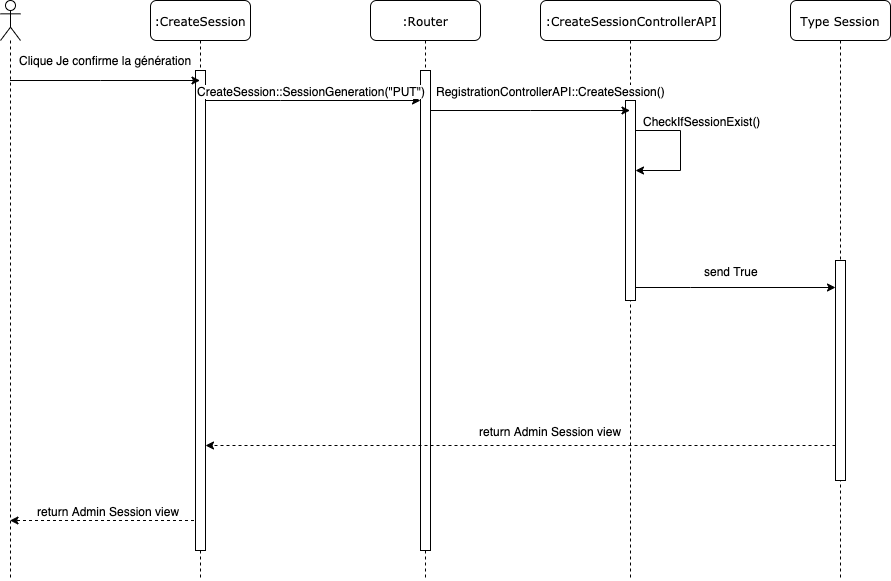 :CreateSession
:Router
:CreateSessionControllerAPI
Type Session
Clique Je confirme la génération
CreateSession::SessionGeneration("PUT")
RegistrationControllerAPI::CreateSession()
CheckIfSessionExist()
send True
return Admin Session view
return Admin Session view